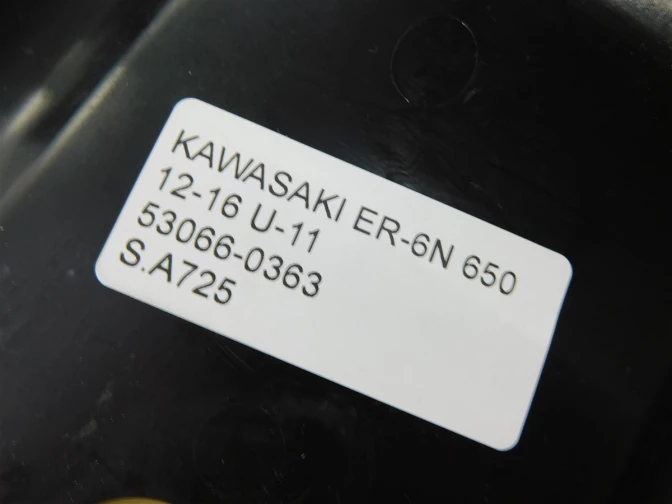 KAWASAKI ER-6N 650
12-16 U-11
53066-0363
S.A725